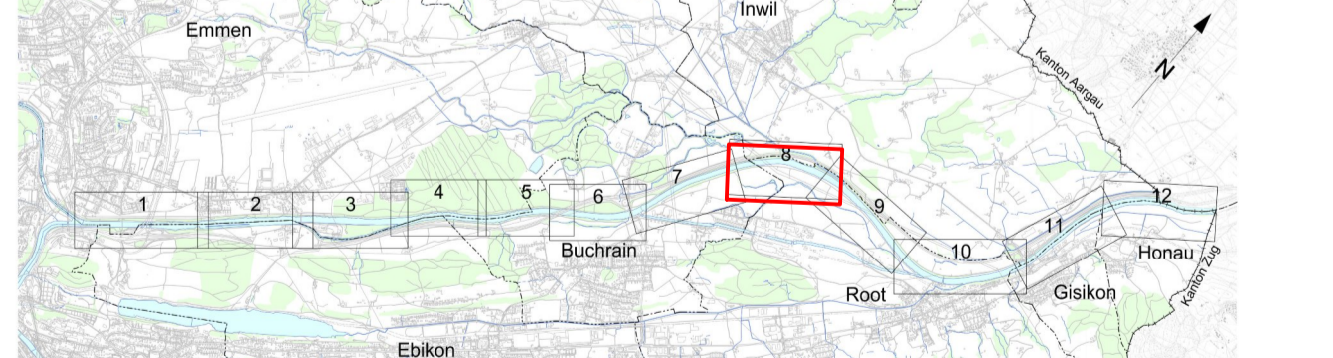 Inwil
Emmen
Kanton Aargau
N
1
2
3
4
5
6
7
8
9
10
11
12
Buchrain
Honau
Root
Gisikon
Kanton Zug
Ebikon